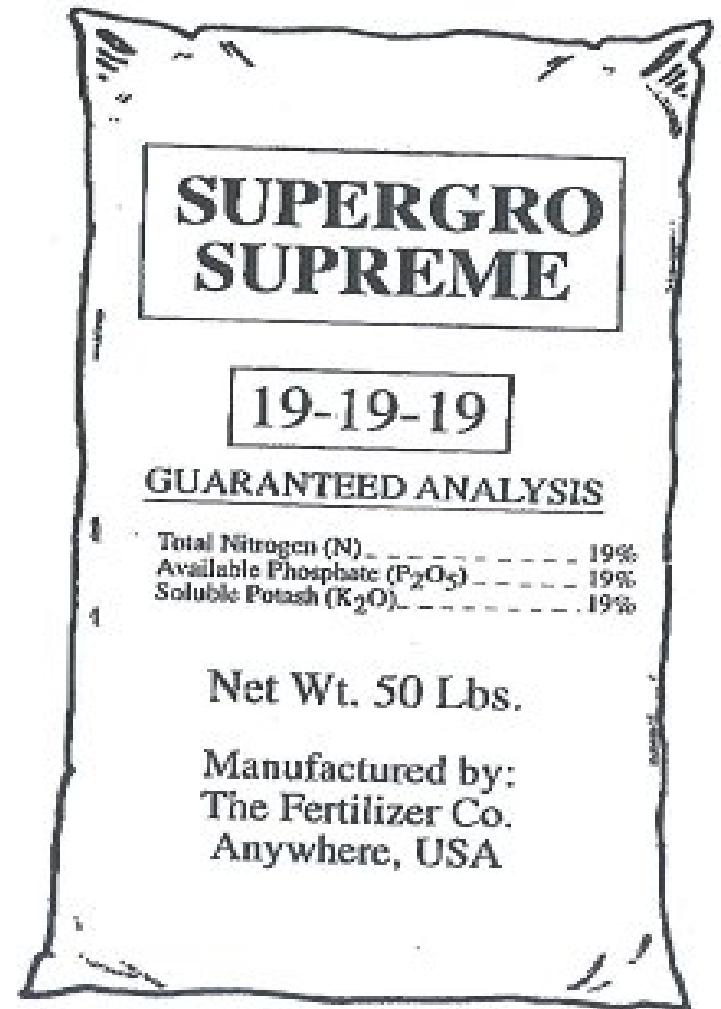 SUPERGRO
SUPREME
19-19-19
GUARANTEED ANALYSIS
Total Nitrogen (N)_ _ _ _ _ _ _ _ _ _ _ _ 19%
Available Phosphate (P₂O₅)_ _ _ _ _ _ 19%
Soluble Potash (K₂O)_ _ _ _ _ _ _ _ _ _ 19%
Net Wt. 50 Lbs.
Manufactured by:
The Fertilizer Co.
Anywhere, USA